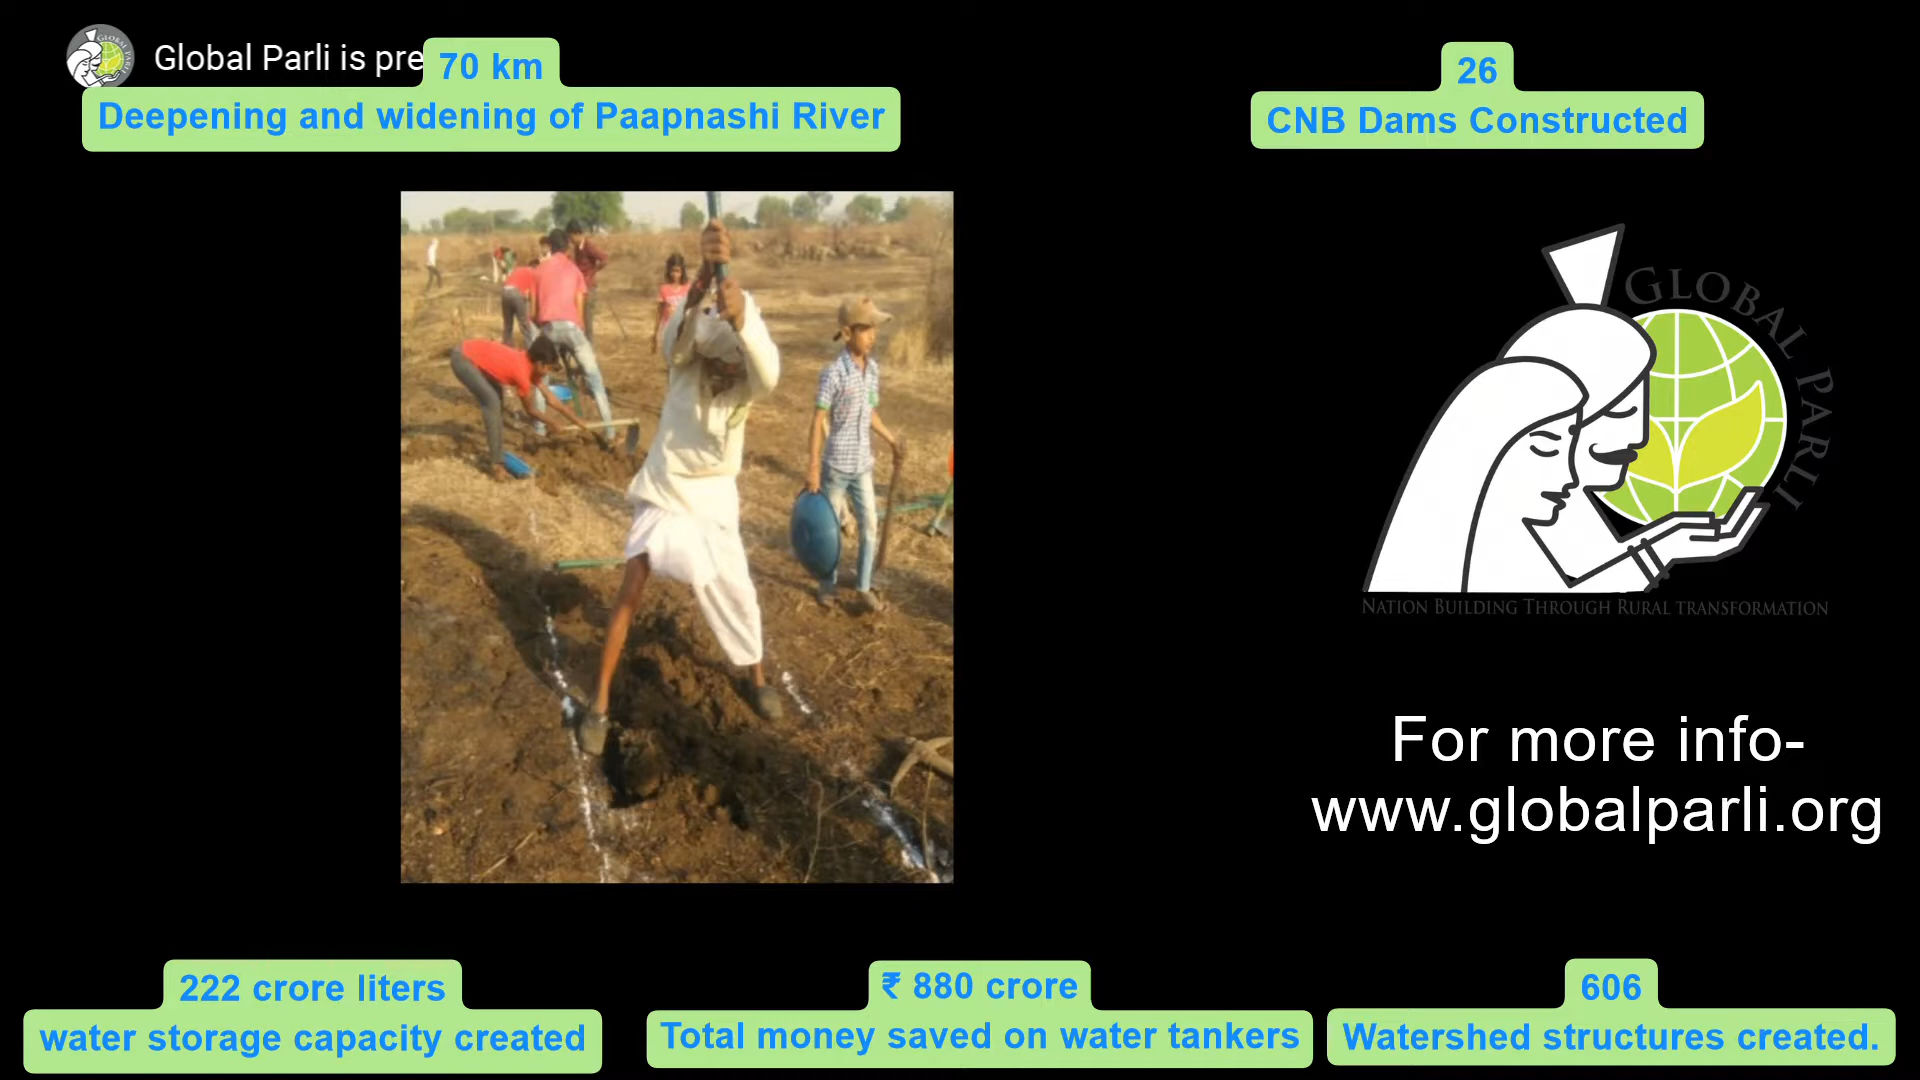 Global Parli is pre
70 km
Deepening and widening of Paapnashi River
26
CNB Dams Constructed
GLOBAL PARLI
GLOBAL PARLI
NATION BUILDING THROUGH RURAL TRANSFORMATION
For more info-
www.globalparli.org
222 crore liters
water storage capacity created
₹ 880 crore
Total money saved on water tankers
606
Watershed structures created.